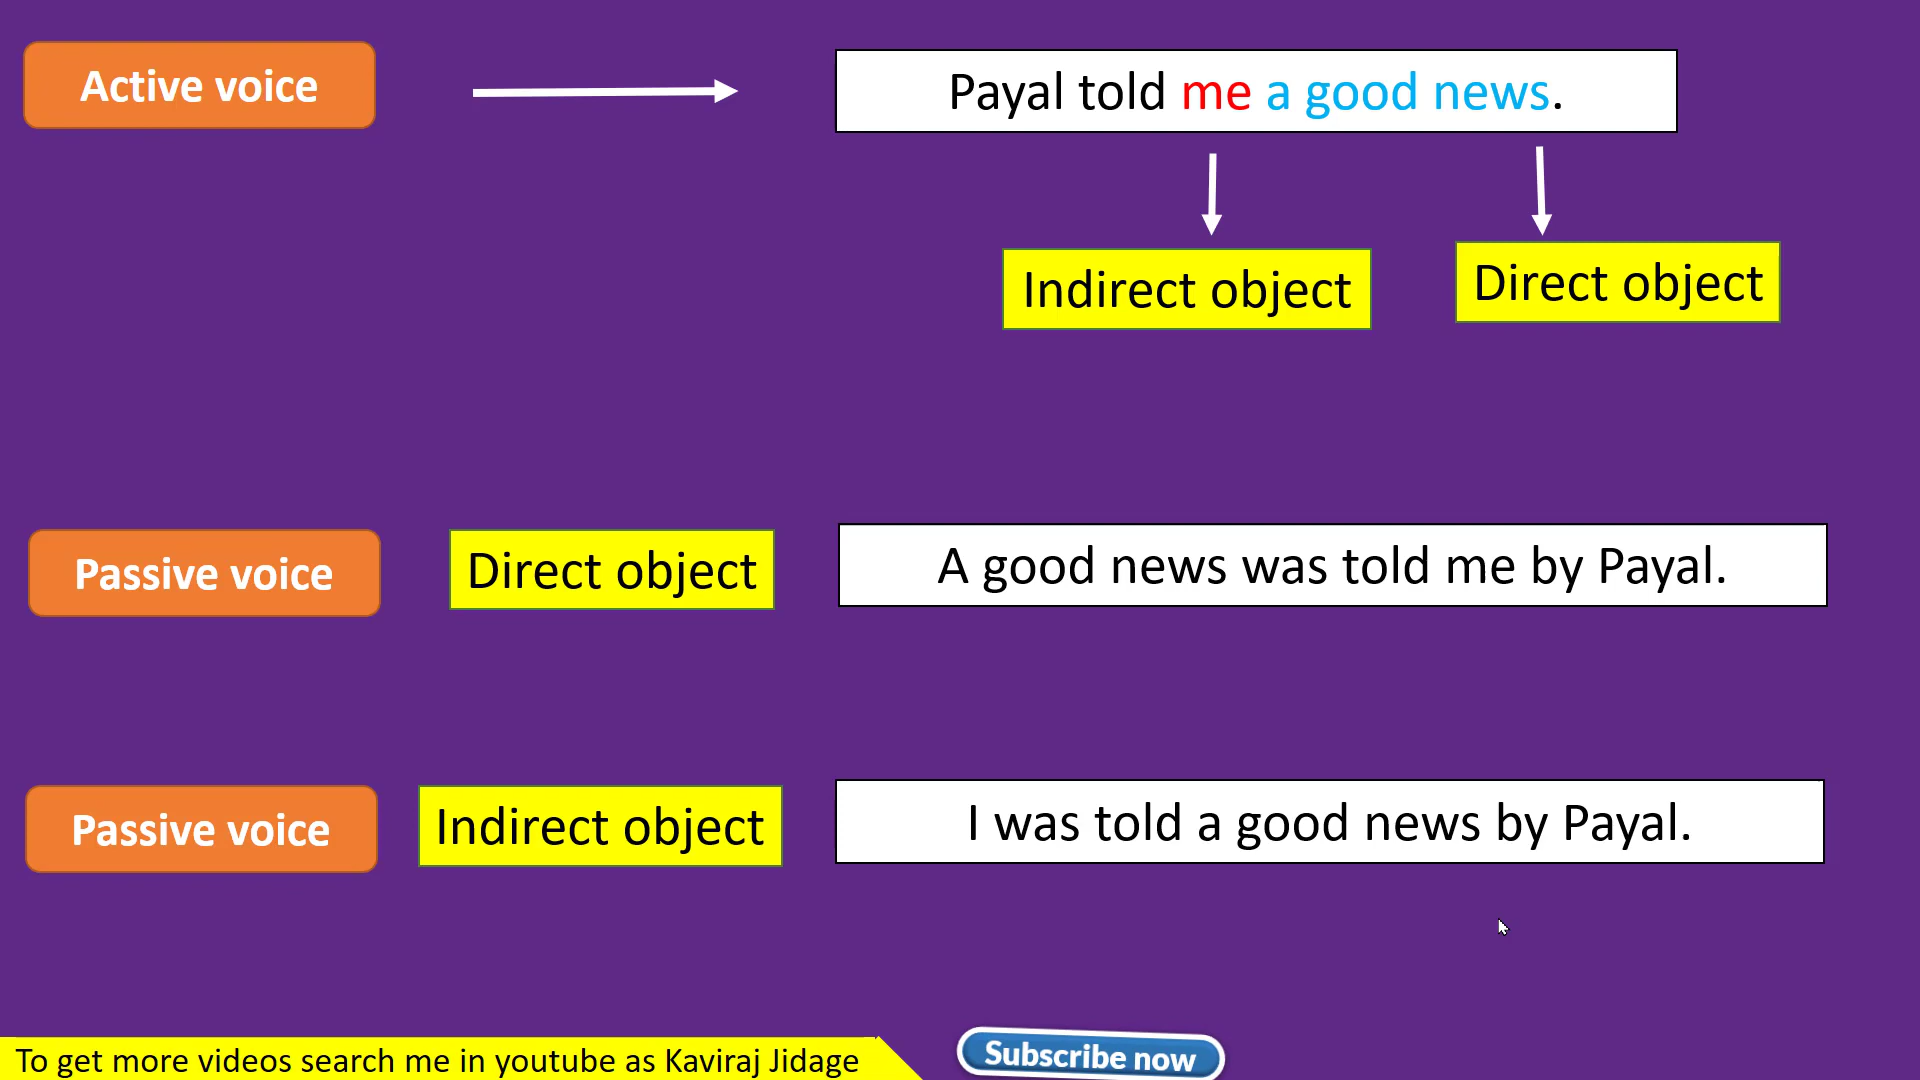 Active voice
Payal told me a good news.
Indirect object
Direct object
Passive voice
Direct object
A good news was told me by Payal.
Passive voice
Indirect object
I was told a good news by Payal.
To get more videos search me in youtube as Kaviraj Jidage
Subscribe now